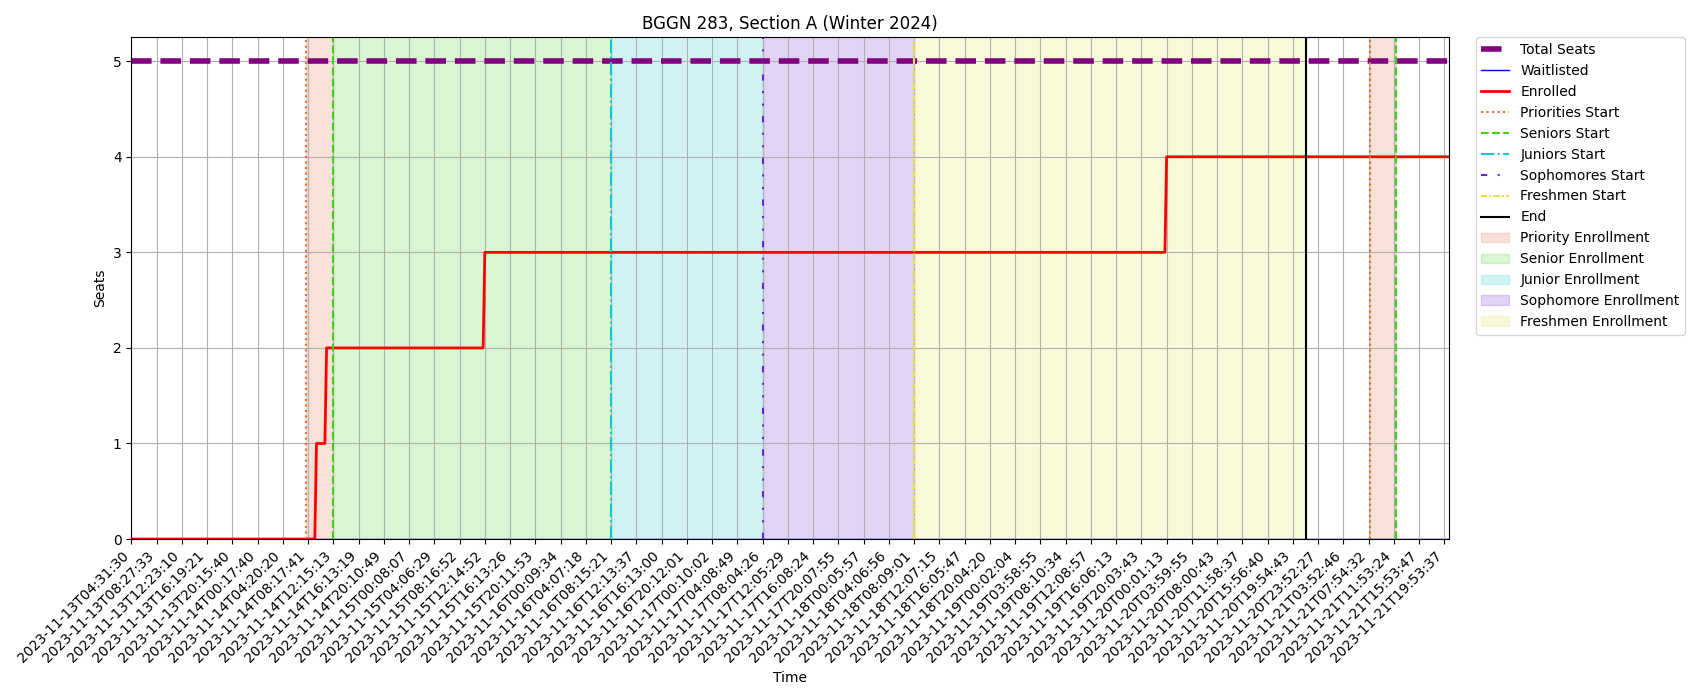 BGGN 283, Section A (Winter 2024)
Seats
5
4
3
2
1
0
2023-11-13T04:31:30
2023-11-13T08:27:33
2023-11-13T12:23:10
2023-11-13T16:19:21
2023-11-13T20:15:40
2023-11-14T00:17:40
2023-11-14T04:20:20
2023-11-14T08:17:41
2023-11-14T12:15:13
2023-11-14T16:13:19
2023-11-14T20:10:49
2023-11-15T00:08:07
2023-11-15T04:06:29
2023-11-15T08:16:52
2023-11-15T12:14:52
2023-11-15T16:13:26
2023-11-15T20:11:53
2023-11-16T00:09:34
2023-11-16T04:07:18
2023-11-16T08:15:21
2023-11-16T12:13:37
2023-11-16T16:13:00
2023-11-16T20:12:01
2023-11-17T00:10:02
2023-11-17T04:08:49
2023-11-17T08:04:26
2023-11-17T12:05:29
2023-11-17T16:08:24
2023-11-17T20:07:55
2023-11-18T00:05:57
2023-11-18T04:06:56
2023-11-18T08:09:01
2023-11-18T12:07:15
2023-11-18T16:05:47
2023-11-18T20:04:20
2023-11-19T00:02:04
2023-11-19T03:58:55
2023-11-19T08:10:34
2023-11-19T12:08:57
2023-11-19T16:06:13
2023-11-19T20:03:43
2023-11-20T00:01:13
2023-11-20T03:59:55
2023-11-20T08:00:43
2023-11-20T11:58:37
2023-11-20T15:56:40
2023-11-20T19:54:43
2023-11-20T23:52:27
2023-11-21T03:52:46
2023-11-21T07:54:32
2023-11-21T11:53:24
2023-11-21T15:53:47
2023-11-21T19:53:37
Time
Total Seats
Waitlisted
Enrolled
Priorities Start
Seniors Start
Juniors Start
Sophomores Start
Freshmen Start
End
Priority Enrollment
Senior Enrollment
Junior Enrollment
Sophomore Enrollment
Freshmen Enrollment